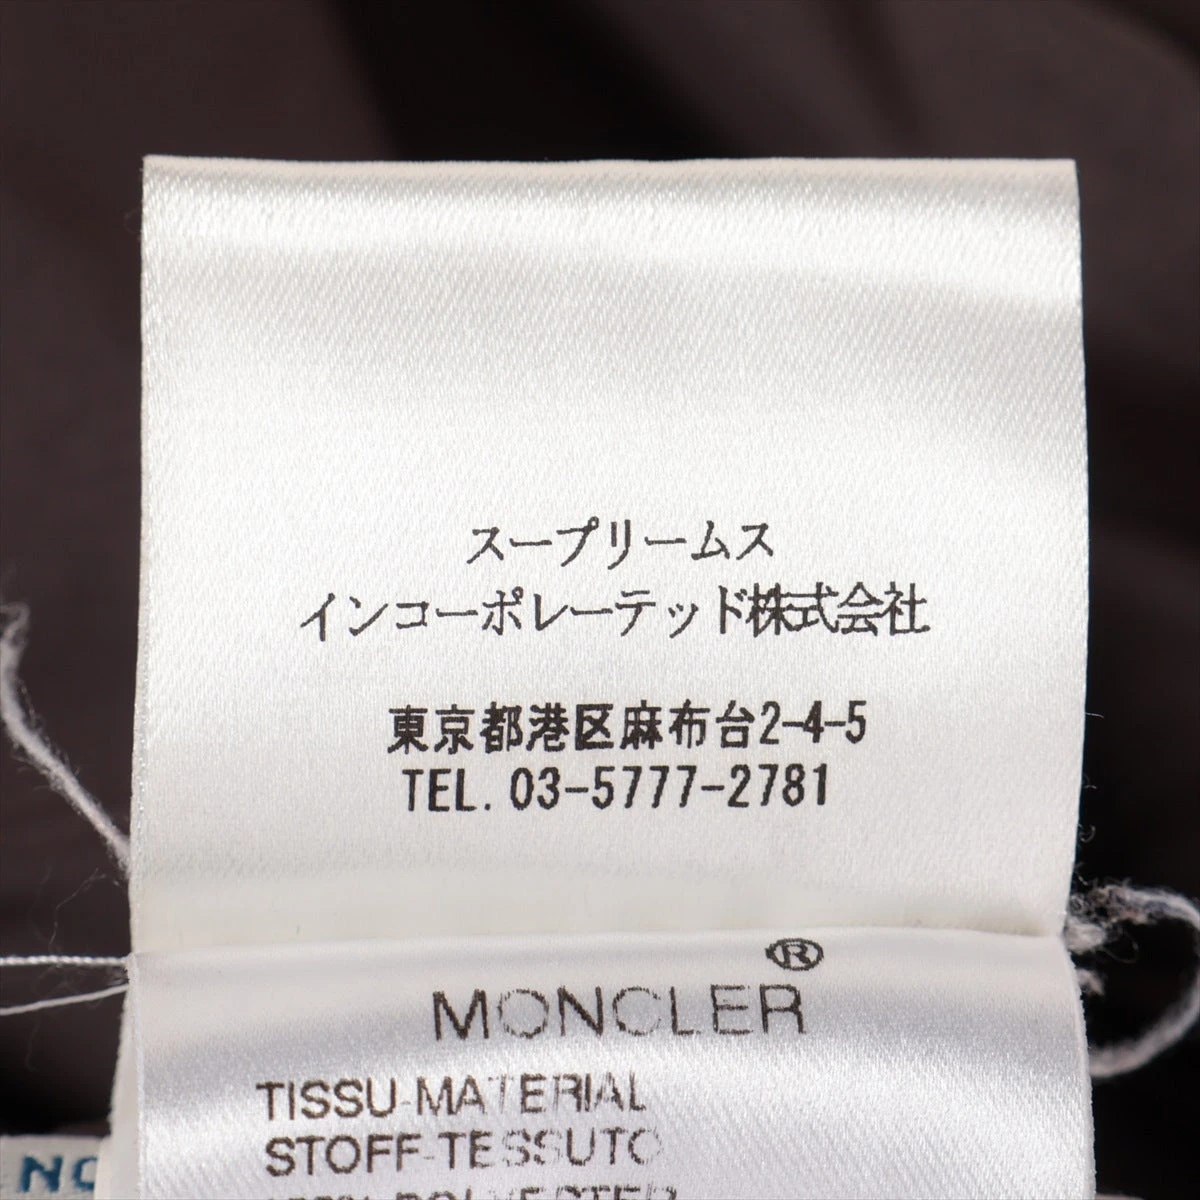 スープリームス
インコーポレーテッド株式会社
東京都港区麻布台2-4-5
TEL. 03-5777-2781
MONCLER®
TISSU-MATERIAL
STOFF-TESSUTO
POLYESTER